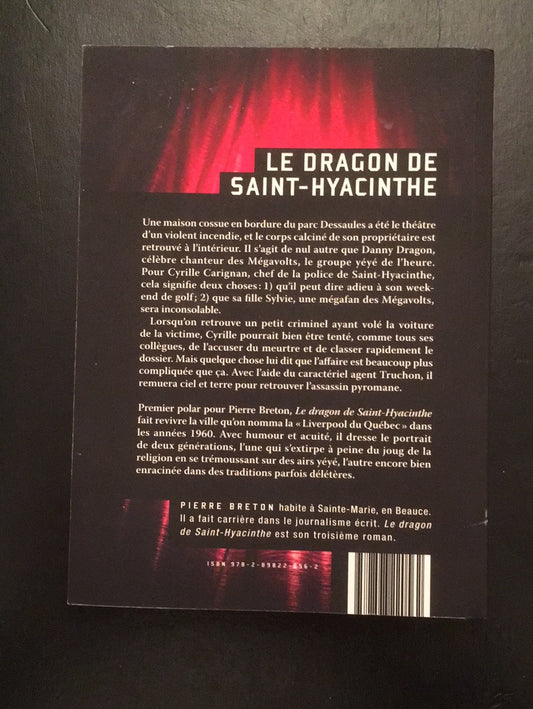 LE DRAGON DE
SAINT-HYACINTHE
Une maison cossue en bordure du parc Dessaules a été le théâtre
d'un violent incendie, et le corps calciné de son propriétaire est
retrouvé à l'intérieur. Il s'agit de nul autre que Danny Dragon,
célèbre chanteur des Mégavolts, le groupe yéyé de l'heure.
Pour Cyrille Carignan, chef de la police de Saint-Hyacinthe,
cela signifie deux choses : 1) qu'il peut dire adieu à son week-
end de golf ; 2) que sa fille Sylvie, une mégafan des Mégavolts,
sera inconsolable.
Lorsqu'on retrouve un petit criminel ayant volé la voiture
de la victime, Cyrille pourrait bien être tenté, comme tous ses
collègues, de l'accuser du meurtre et de classer rapidement le
dossier. Mais quelque chose lui dit que l'affaire est beaucoup plus
compliquée que ça. Avec l'aide du caractériel agent Truchon, il
remuera ciel et terre pour retrouver l'assassin pyromane.
Premier polar pour Pierre Breton, Le dragon de Saint-Hyacinthe
fait revivre la ville qu'on nomma la « Liverpool du Québec » dans
les années 1960. Avec humour et acuité, il dresse le portrait
de deux générations, l'une qui s'extirpe à peine du joug de la
religion en se trémoussant sur des airs yéyé, l'autre encore bien
enracinée dans des traditions parfois délétères.
PIERRE BRETON habite à Sainte-Marie, en Beauce.
Il a fait carrière dans le journalisme écrit. Le dragon
de Saint-Hyacinthe est son troisième roman.
ISBN 978-2-89822-056-2